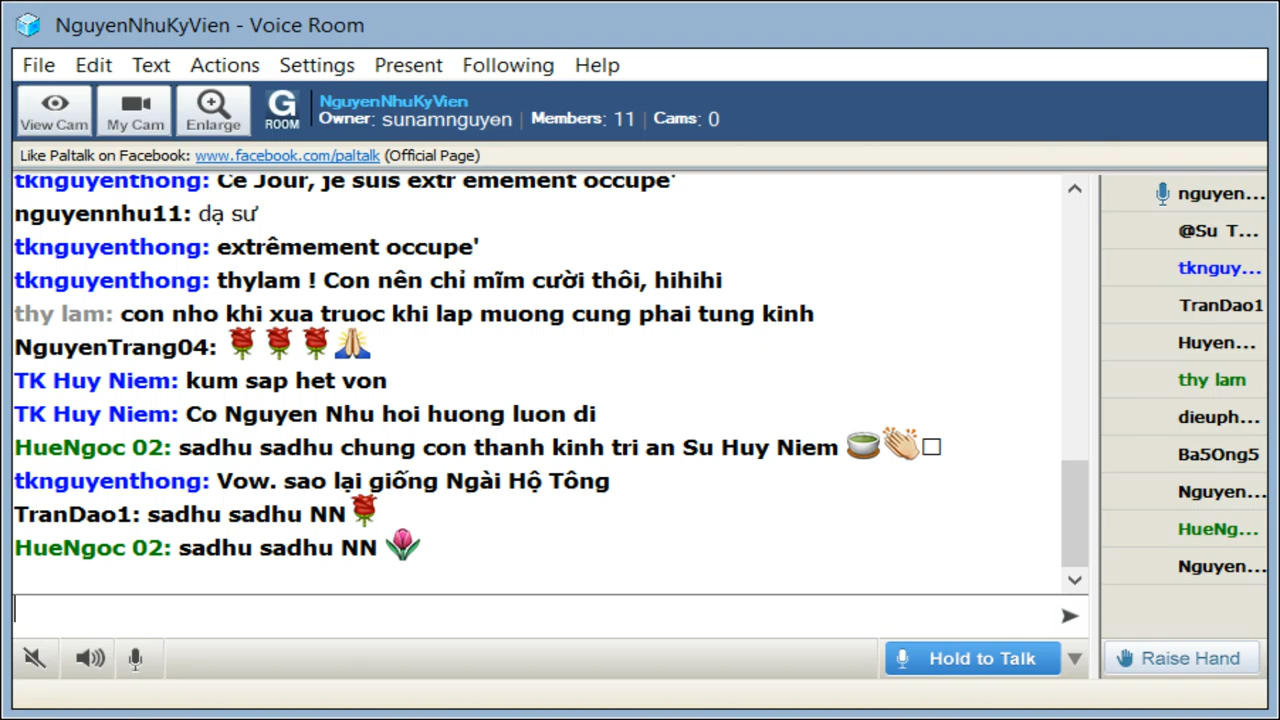 NguyenNhuKyVien - Voice Room
File Edit Text Actions Settings Present Following Help
View Cam My Cam Enlarge G ROOM
NguyenNhuKyVien
Owner: sunamnguyen | Members: 11 | Cams: 0
Like Paltalk on Facebook: www.facebook.com/paltalk (Official Page)
tknguyenthong: Ce Jour, je suis extr emement occupe'
nguyennhu11: dạ sư
tknguyenthong: extrêmement occupe'
tknguyenthong: thylam ! Con nên chỉ mĩm cười thôi, hihihi
thy lam: con nho khi xua truoc khi lap muong cung phai tung kinh
NguyenTrang04: 🌹🌹🌹🙏
TK Huy Niem: kum sap het von
TK Huy Niem: Co Nguyen Nhu hoi huong luon di
HueNgoc 02: sadhu sadhu chung con thanh kinh tri an Su Huy Niem 🍵👏□
tknguyenthong: Vow. sao lại giống Ngài Hộ Tông
TranDao1: sadhu sadhu NN🌹
HueNgoc 02: sadhu sadhu NN 🌷
nguyen...
@Su T...
tknguy...
TranDao1
Huyen...
thy lam
dieuph...
Ba5Ong5
Nguyen...
HueNg...
Nguyen...
Hold to Talk
Raise Hand